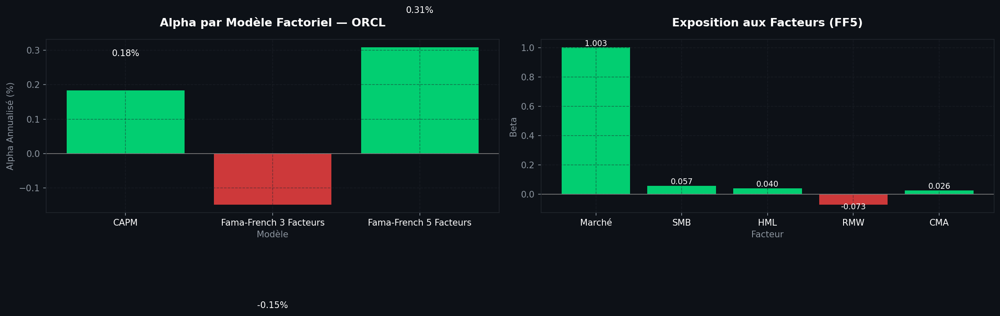 0.31%
Alpha par Modèle Factoriel — ORCL
0.18%
Alpha Annualisé (%)
0.3
0.2
0.1
0.0
−0.1
CAPM
Fama-French 3 Facteurs
Fama-French 5 Facteurs
Modèle
-0.15%
Exposition aux Facteurs (FF5)
Beta
1.0
0.8
0.6
0.4
0.2
0.0
1.003
0.057
0.040
-0.073
0.026
Marché
SMB
HML
RMW
CMA
Facteur